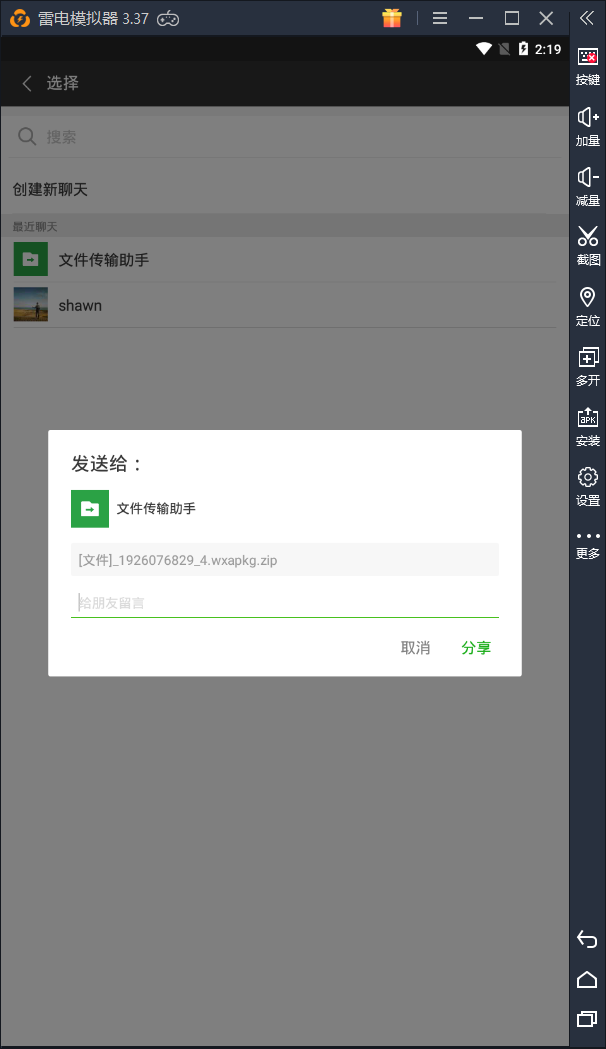 雷电模拟器 3.37
2:19
选择
搜索
创建新聊天
最近聊天
文件传输助手
shawn
发送给：
文件传输助手
[文件]_1926076829_4.wxapkg.zip
给朋友留言
取消 分享
按键
加量
减量
截图
定位
多开
APK
安装
设置
更多